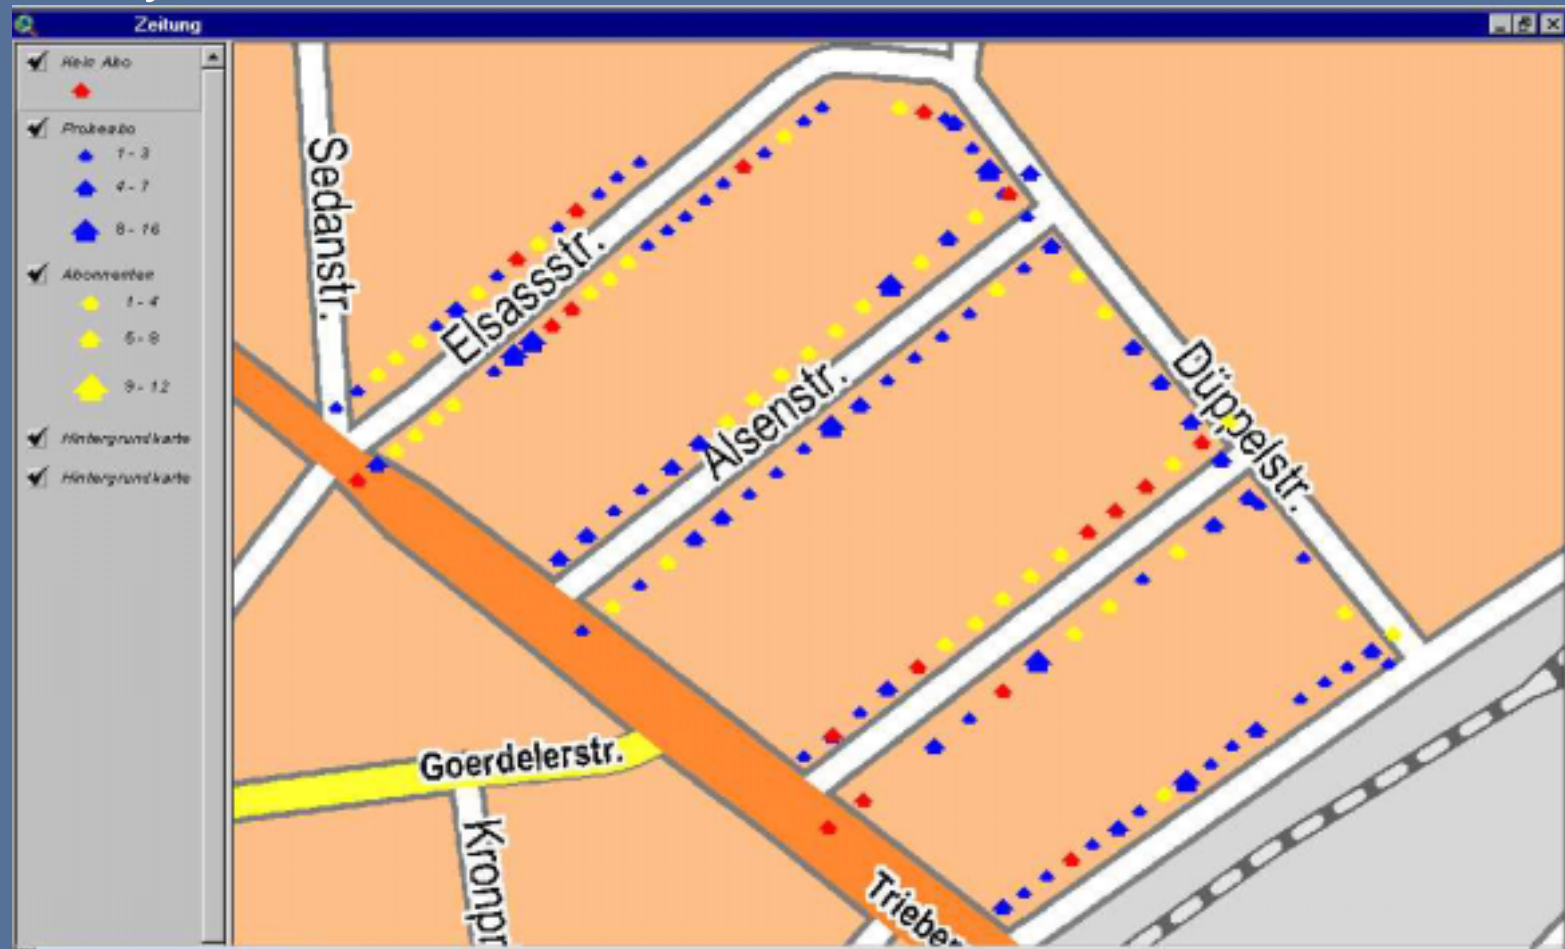 Zeitung
Kein Abo
Probeabo
1 - 3
4 - 7
8 - 16
Abonnenten
1 - 4
5 - 8
9 - 12
Hintergrundkarte
Hintergrundkarte
Sedanstr.
Elsassstr.
Alsenstr.
Düppelstr.
Goerdelerstr.
Kronpr
Trieber